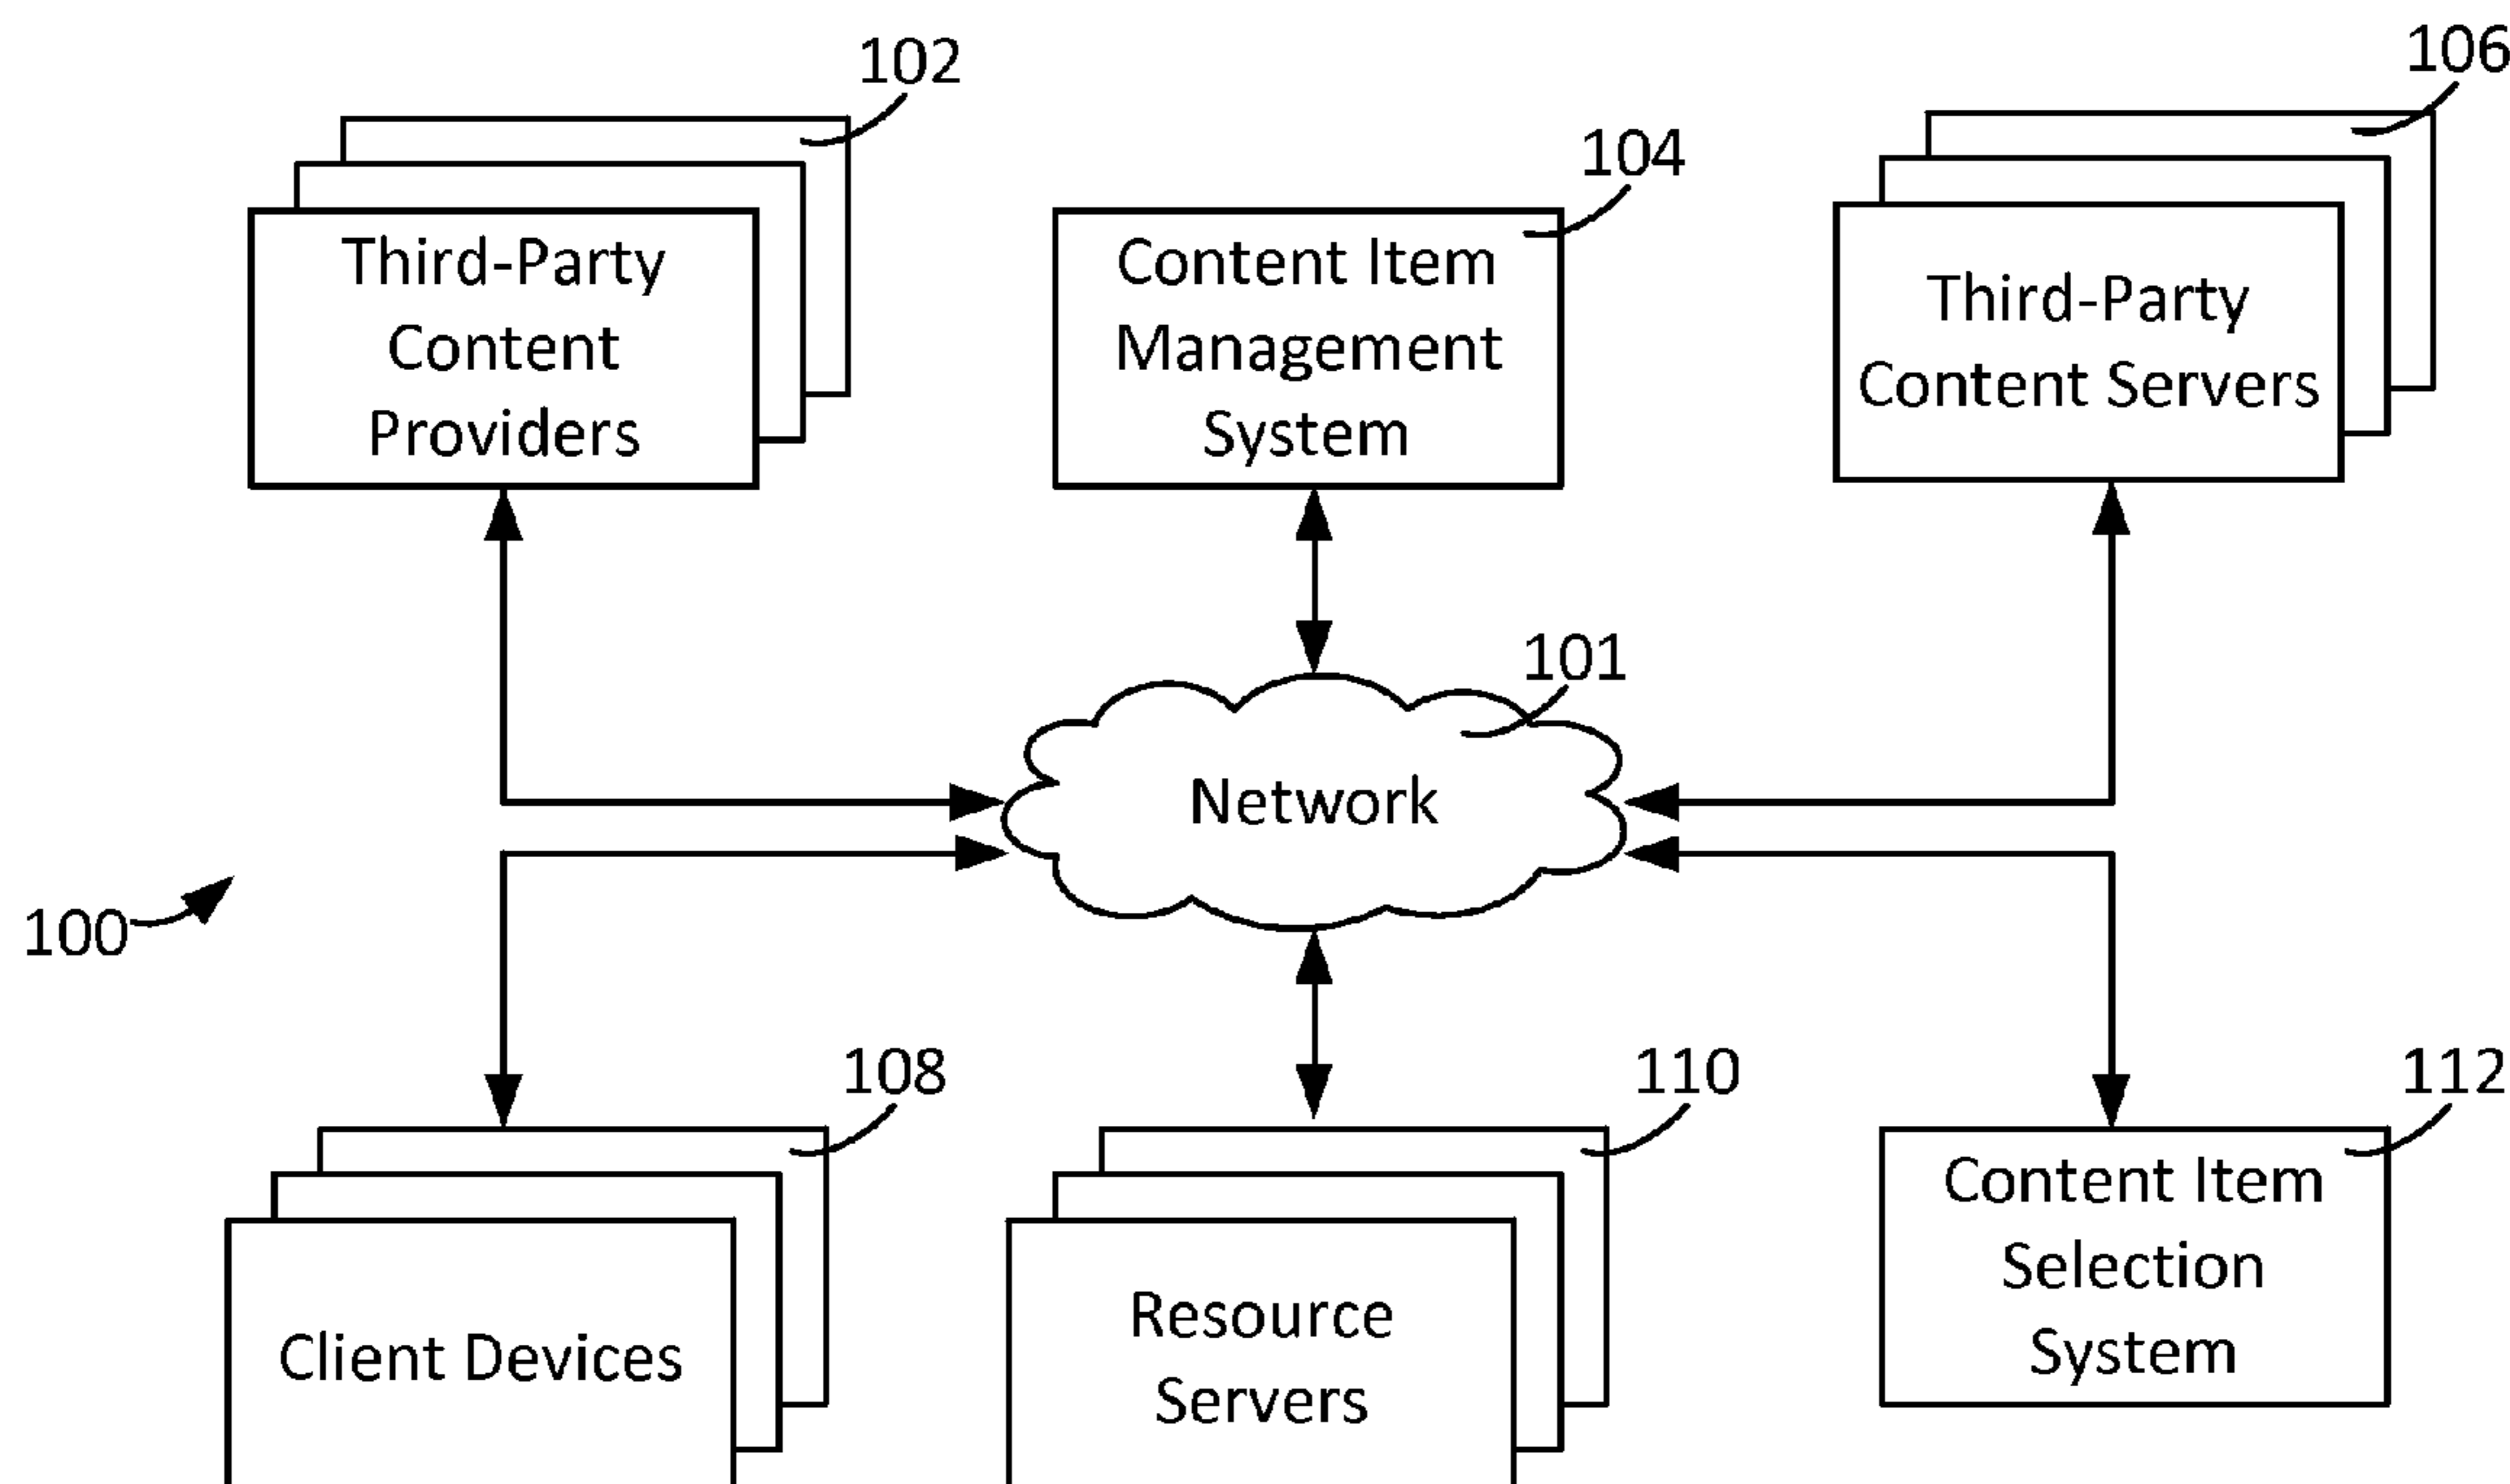 102
106
104
Third-Party
Content
Providers
Content Item
Management
System
Third-Party
Content Servers
101
Network
100
108
110
112
Client Devices
Resource
Servers
Content Item
Selection
System